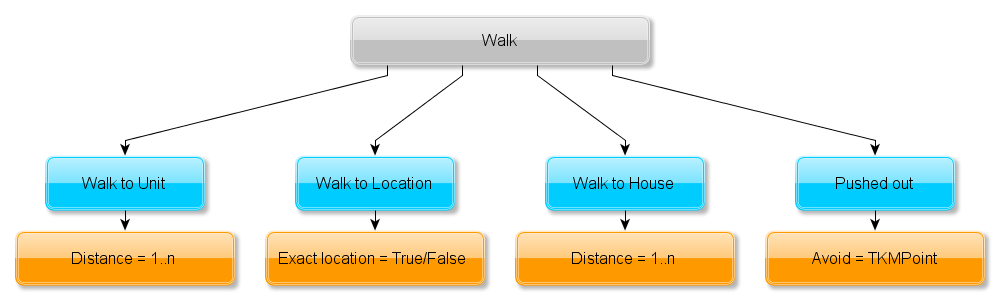 Walk
Walk to Unit
Walk to Location
Walk to House
Pushed out
Distance = 1..n
Exact location = True/False
Distance = 1..n
Avoid = TKMPoint